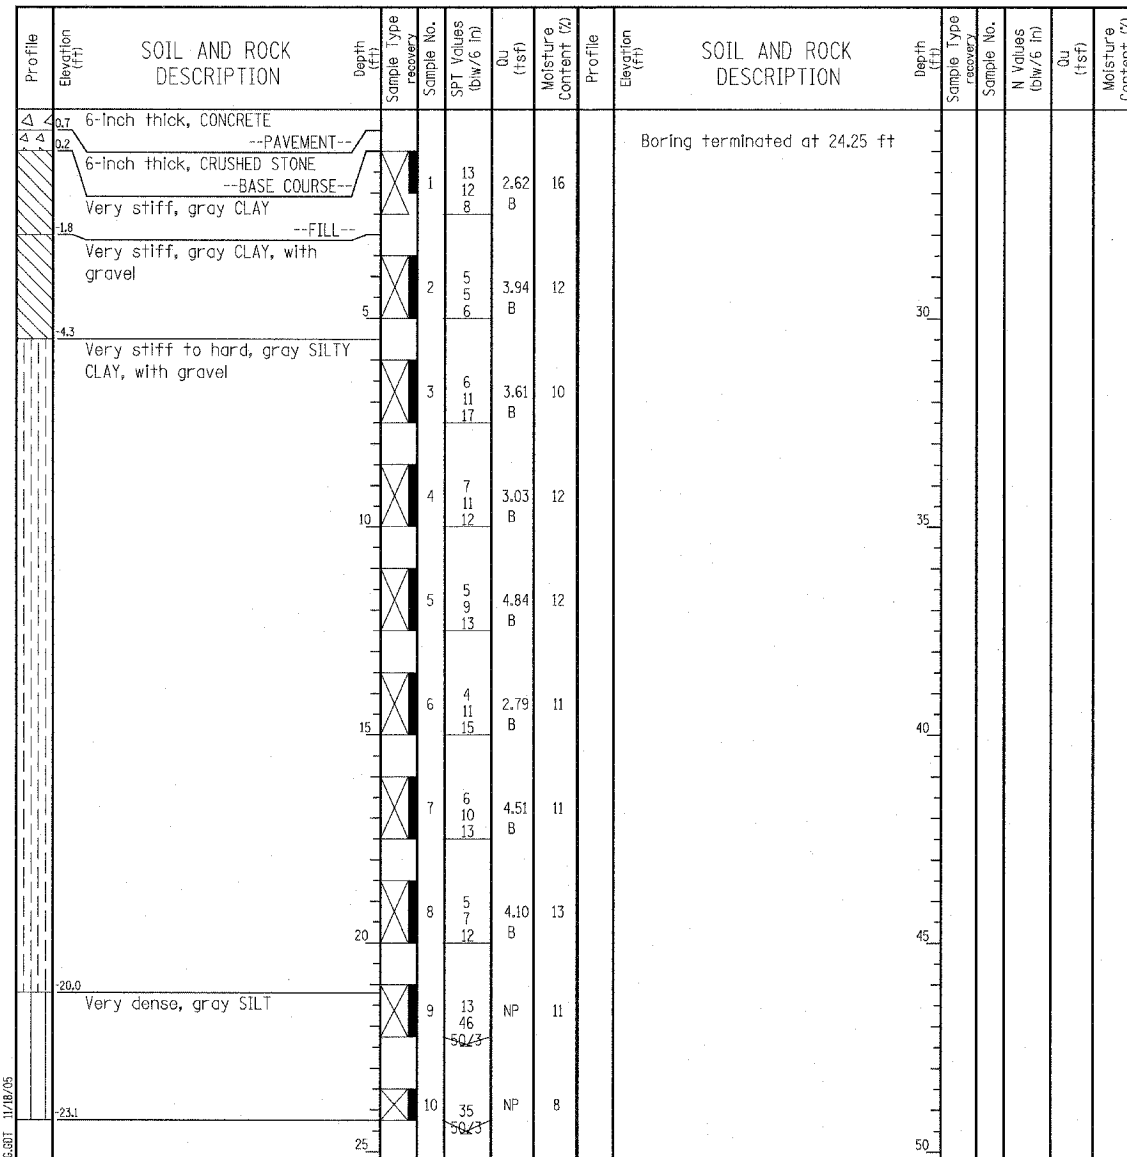 Profile
Elevation
(ft)
SOIL AND ROCK
DESCRIPTION
Depth
(ft)
Sample Type
recovery
Sample No.
SPT Values
(blw/6 in)
Qu
(tsf)
Moisture
Content (%)
Profile
Elevation
(ft)
SOIL AND ROCK
DESCRIPTION
Depth
(ft)
Sample Type
recovery
Sample No.
N Values
(blw/6 in)
Qu
(tsf)
Moisture
Content (%)
0.7 6-inch thick, CONCRETE
--PAVEMENT--
0.2
6-inch thick, CRUSHED STONE
--BASE COURSE--
Very stiff, gray CLAY
1 13 2.62 16
12
8 B
--FILL--
-1.8
Very stiff, gray CLAY, with
gravel
2 5 3.94 12
5
6 B
5
-4.3
Very stiff to hard, gray SILTY
CLAY, with gravel
3 6 3.61 10
11
17 B
4 7 3.03 12
11
12 B
10
5 5 4.84 12
9
13 B
6 4 2.79 11
11
15 B
15
7 6 4.51 11
10
13 B
8 5 4.10 13
7
12 B
20
-20.0
Very dense, gray SILT
9 13 NP 11
46
50/3
10 35 NP 8
50/3
-23.1
25
Boring terminated at 24.25 ft
30
35
40
45
50
G.GDT 11/18/05